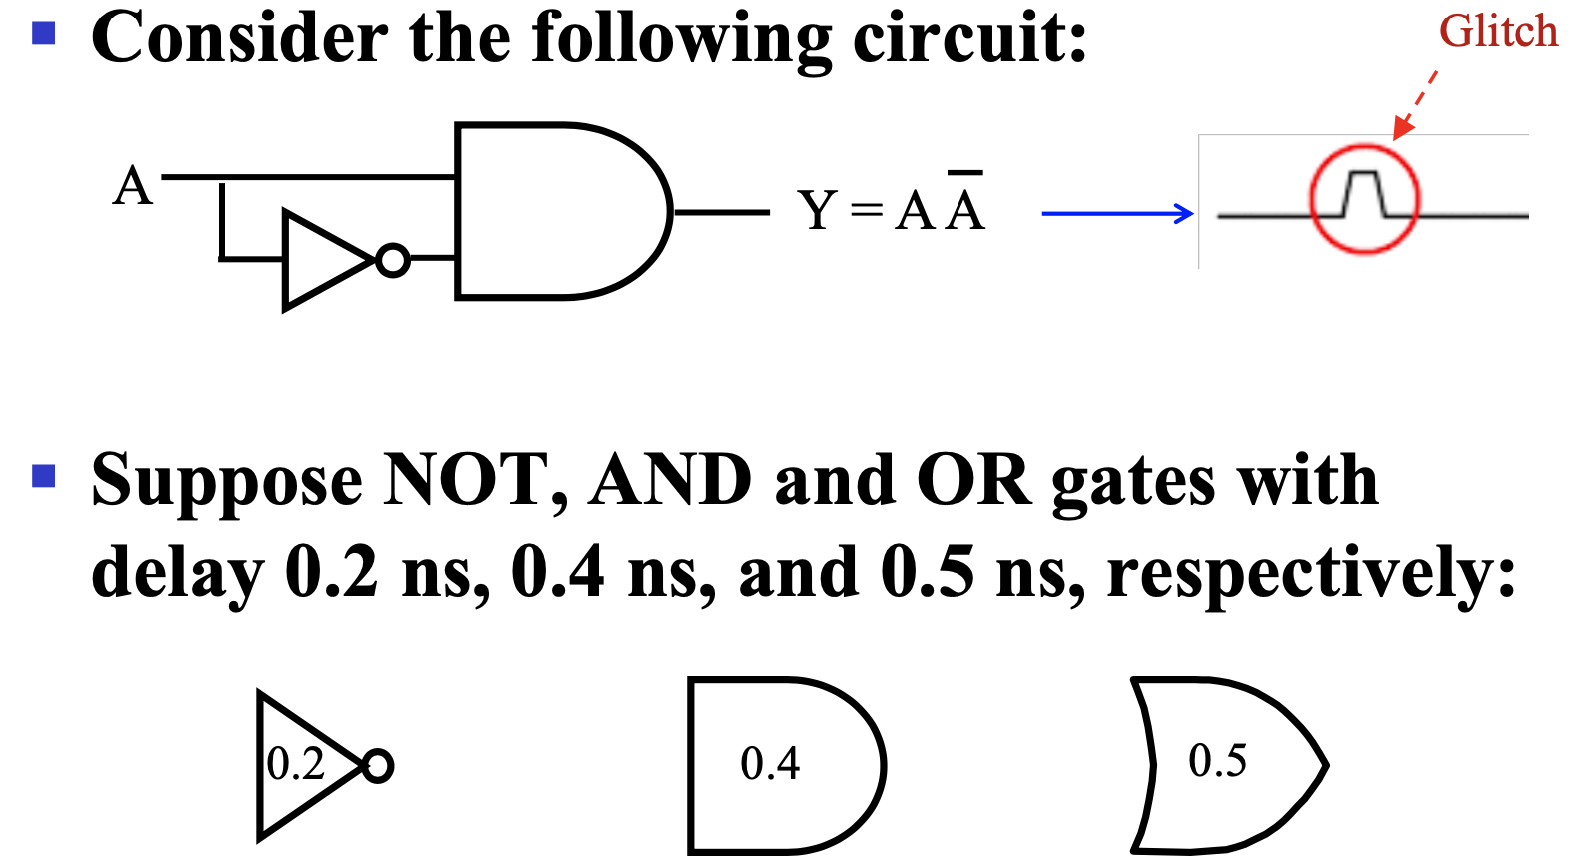 Consider the following circuit:
Glitch
A
Y = A A̅
Suppose NOT, AND and OR gates with
delay 0.2 ns, 0.4 ns, and 0.5 ns, respectively:
0.2
0.4
0.5